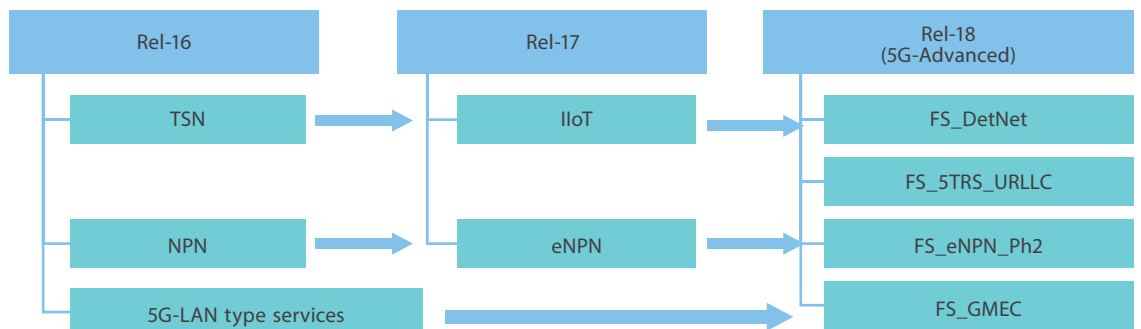 Rel-16
Rel-17
Rel-18
(5G-Advanced)
TSN
IIoT
FS_DetNet
FS_5TRS_URLLC
NPN
eNPN
FS_eNPN_Ph2
5G-LAN type services
FS_GMEC